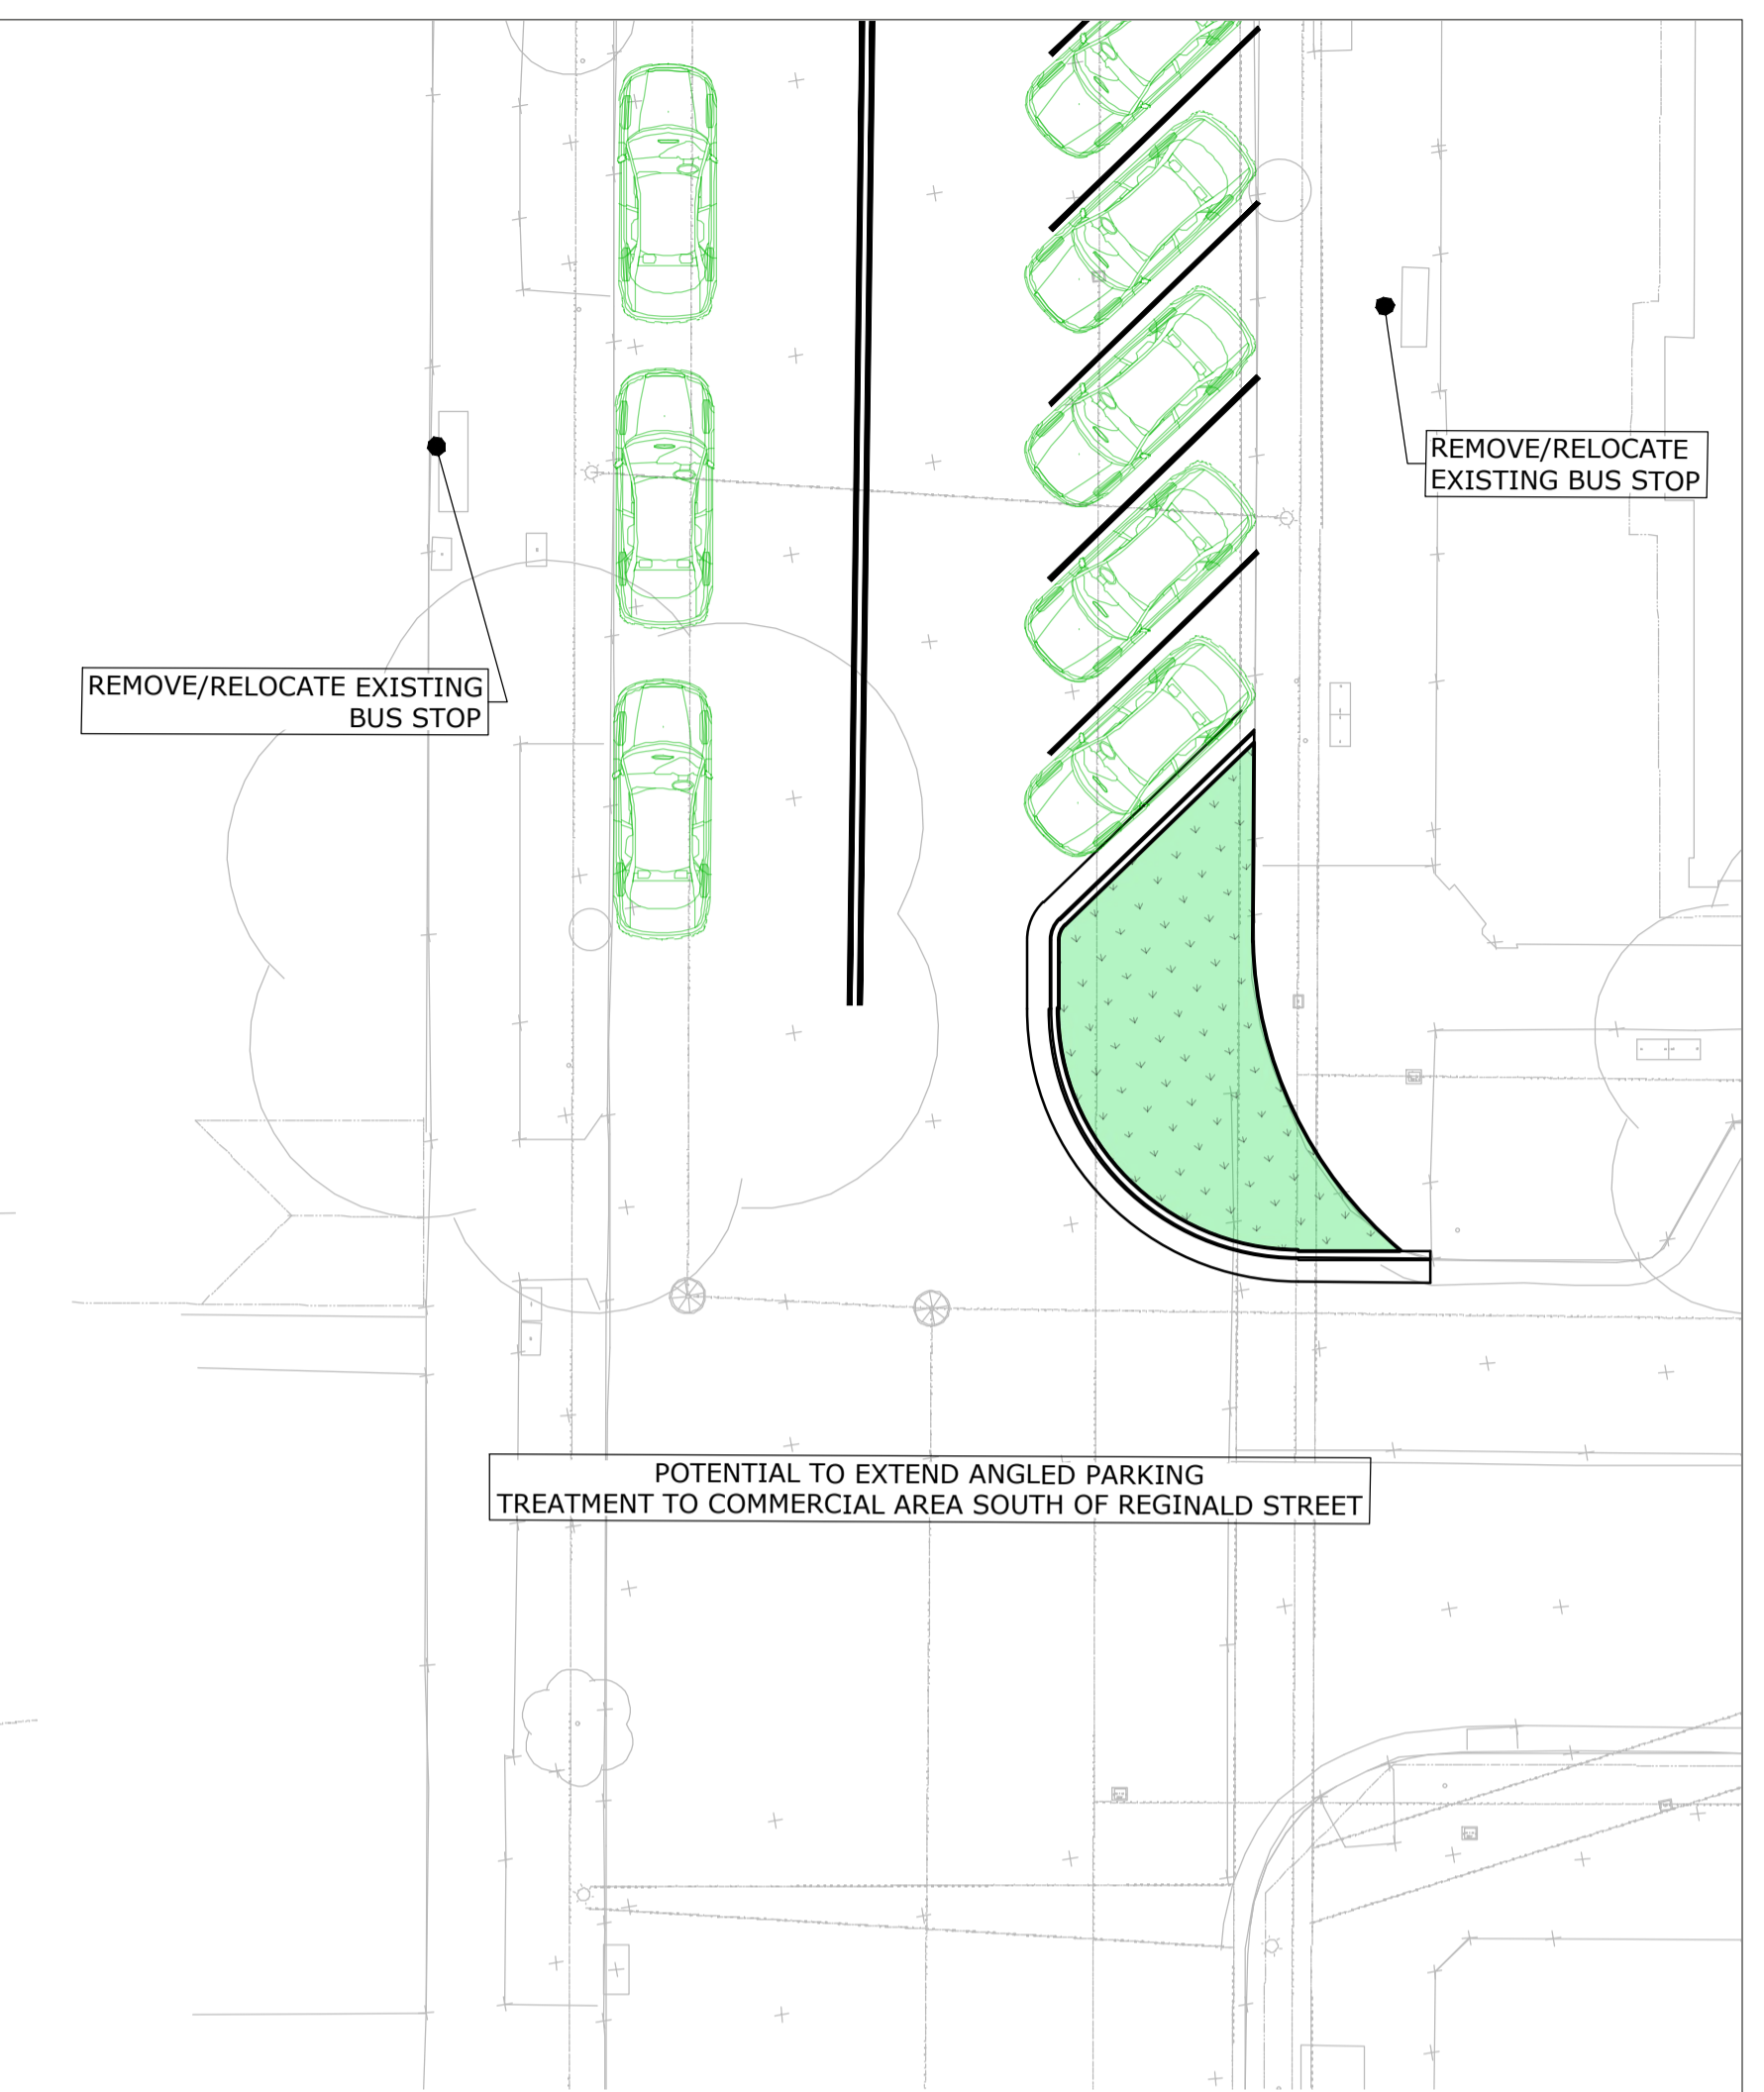 REMOVE/RELOCATE
EXISTING BUS STOP
REMOVE/RELOCATE EXISTING
BUS STOP
POTENTIAL TO EXTEND ANGLED PARKING
TREATMENT TO COMMERCIAL AREA SOUTH OF REGINALD STREET